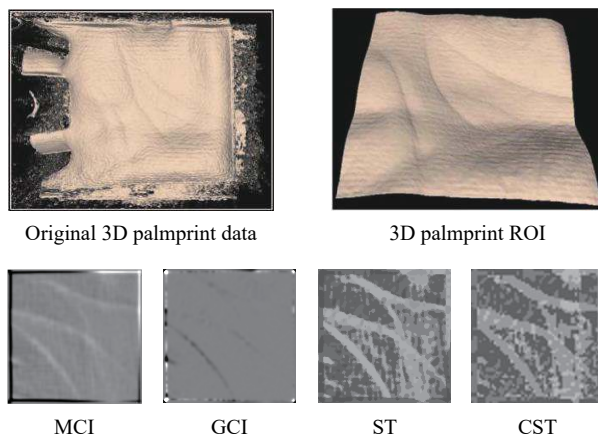 Original 3D palmprint data
3D palmprint ROI
MCI
GCI
ST
CST